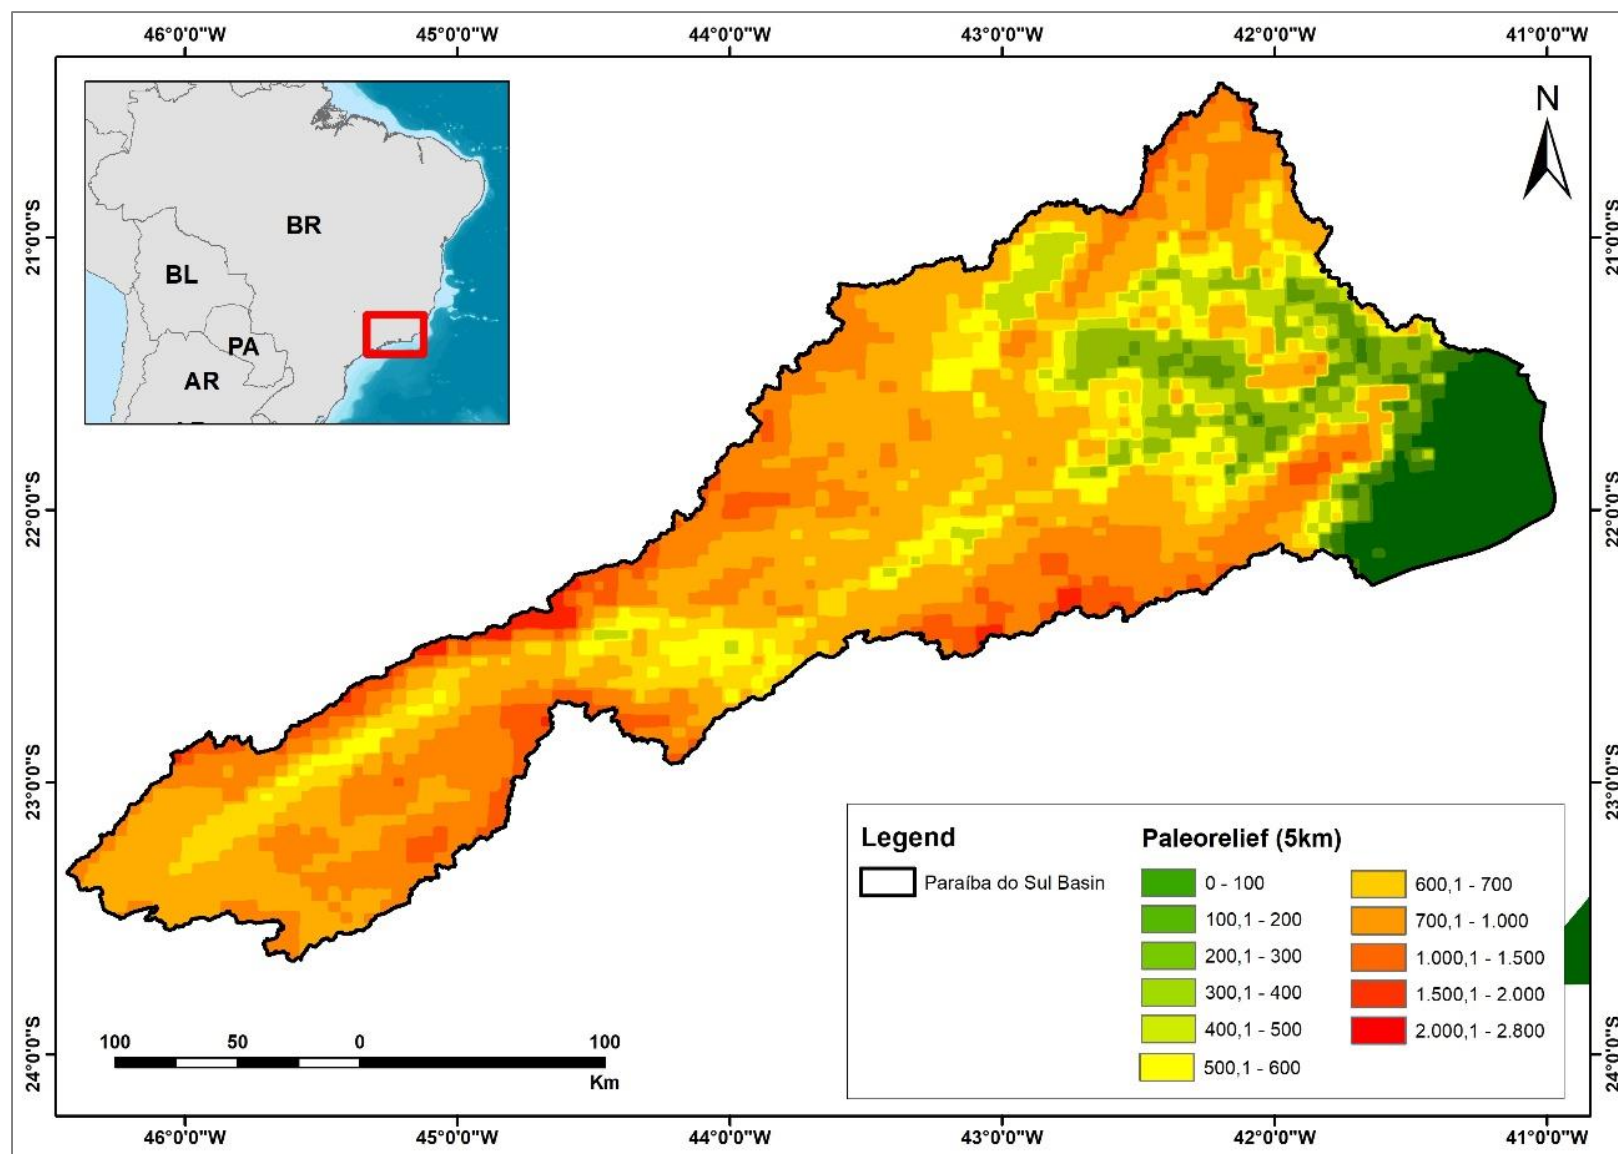 46°0'0"W 45°0'0"W 44°0'0"W 43°0'0"W 42°0'0"W 41°0'0"W
N
BR
BL
PA
AR
21°0'0"S 21°0'0"S
22°0'0"S 22°0'0"S
23°0'0"S 23°0'0"S
24°0'0"S 24°0'0"S
Legend
Paraíba do Sul Basin
Paleorelief (5km)
0 - 100
100,1 - 200
200,1 - 300
300,1 - 400
400,1 - 500
500,1 - 600
600,1 - 700
700,1 - 1.000
1.000,1 - 1.500
1.500,1 - 2.000
2.000,1 - 2.800
100 50 0 100
Km
46°0'0"W 45°0'0"W 44°0'0"W 43°0'0"W 42°0'0"W 41°0'0"W